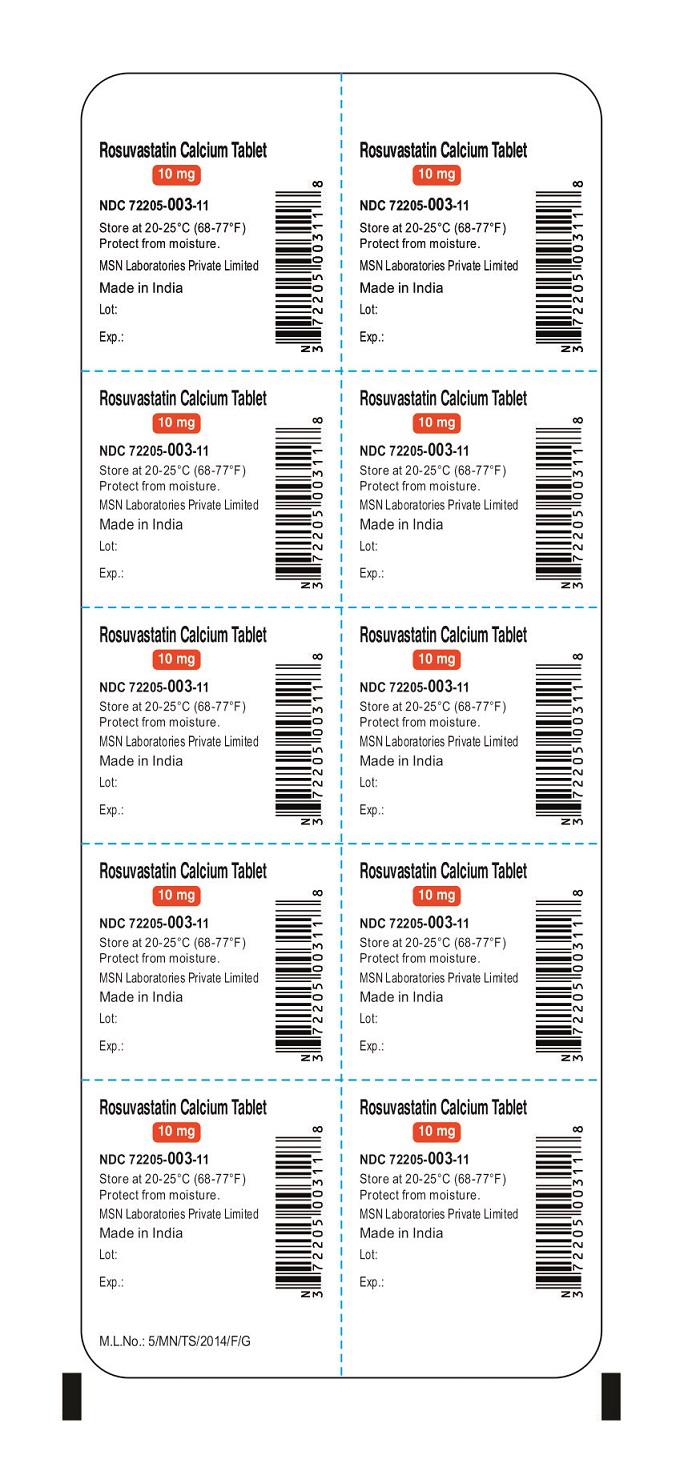 Rosuvastatin Calcium Tablet
10 mg
NDC 72205-003-11
Store at 20-25°C (68-77°F)
Protect from moisture.
MSN Laboratories Private Limited
Made in India
Lot:
Exp.:
N
3 72205 00311 8
Rosuvastatin Calcium Tablet
10 mg
NDC 72205-003-11
Store at 20-25°C (68-77°F)
Protect from moisture.
MSN Laboratories Private Limited
Made in India
Lot:
Exp.:
N
3 72205 00311 8
Rosuvastatin Calcium Tablet
10 mg
NDC 72205-003-11
Store at 20-25°C (68-77°F)
Protect from moisture.
MSN Laboratories Private Limited
Made in India
Lot:
Exp.:
N
3 72205 00311 8
Rosuvastatin Calcium Tablet
10 mg
NDC 72205-003-11
Store at 20-25°C (68-77°F)
Protect from moisture.
MSN Laboratories Private Limited
Made in India
Lot:
Exp.:
N
3 72205 00311 8
Rosuvastatin Calcium Tablet
10 mg
NDC 72205-003-11
Store at 20-25°C (68-77°F)
Protect from moisture.
MSN Laboratories Private Limited
Made in India
Lot:
Exp.:
N
3 72205 00311 8
Rosuvastatin Calcium Tablet
10 mg
NDC 72205-003-11
Store at 20-25°C (68-77°F)
Protect from moisture.
MSN Laboratories Private Limited
Made in India
Lot:
Exp.:
N
3 72205 00311 8
Rosuvastatin Calcium Tablet
10 mg
NDC 72205-003-11
Store at 20-25°C (68-77°F)
Protect from moisture.
MSN Laboratories Private Limited
Made in India
Lot:
Exp.:
N
3 72205 00311 8
Rosuvastatin Calcium Tablet
10 mg
NDC 72205-003-11
Store at 20-25°C (68-77°F)
Protect from moisture.
MSN Laboratories Private Limited
Made in India
Lot:
Exp.:
N
3 72205 00311 8
Rosuvastatin Calcium Tablet
10 mg
NDC 72205-003-11
Store at 20-25°C (68-77°F)
Protect from moisture.
MSN Laboratories Private Limited
Made in India
Lot:
Exp.:
N
3 72205 00311 8
Rosuvastatin Calcium Tablet
10 mg
NDC 72205-003-11
Store at 20-25°C (68-77°F)
Protect from moisture.
MSN Laboratories Private Limited
Made in India
Lot:
Exp.:
N
3 72205 00311 8
M.L.No.: 5/MN/TS/2014/F/G